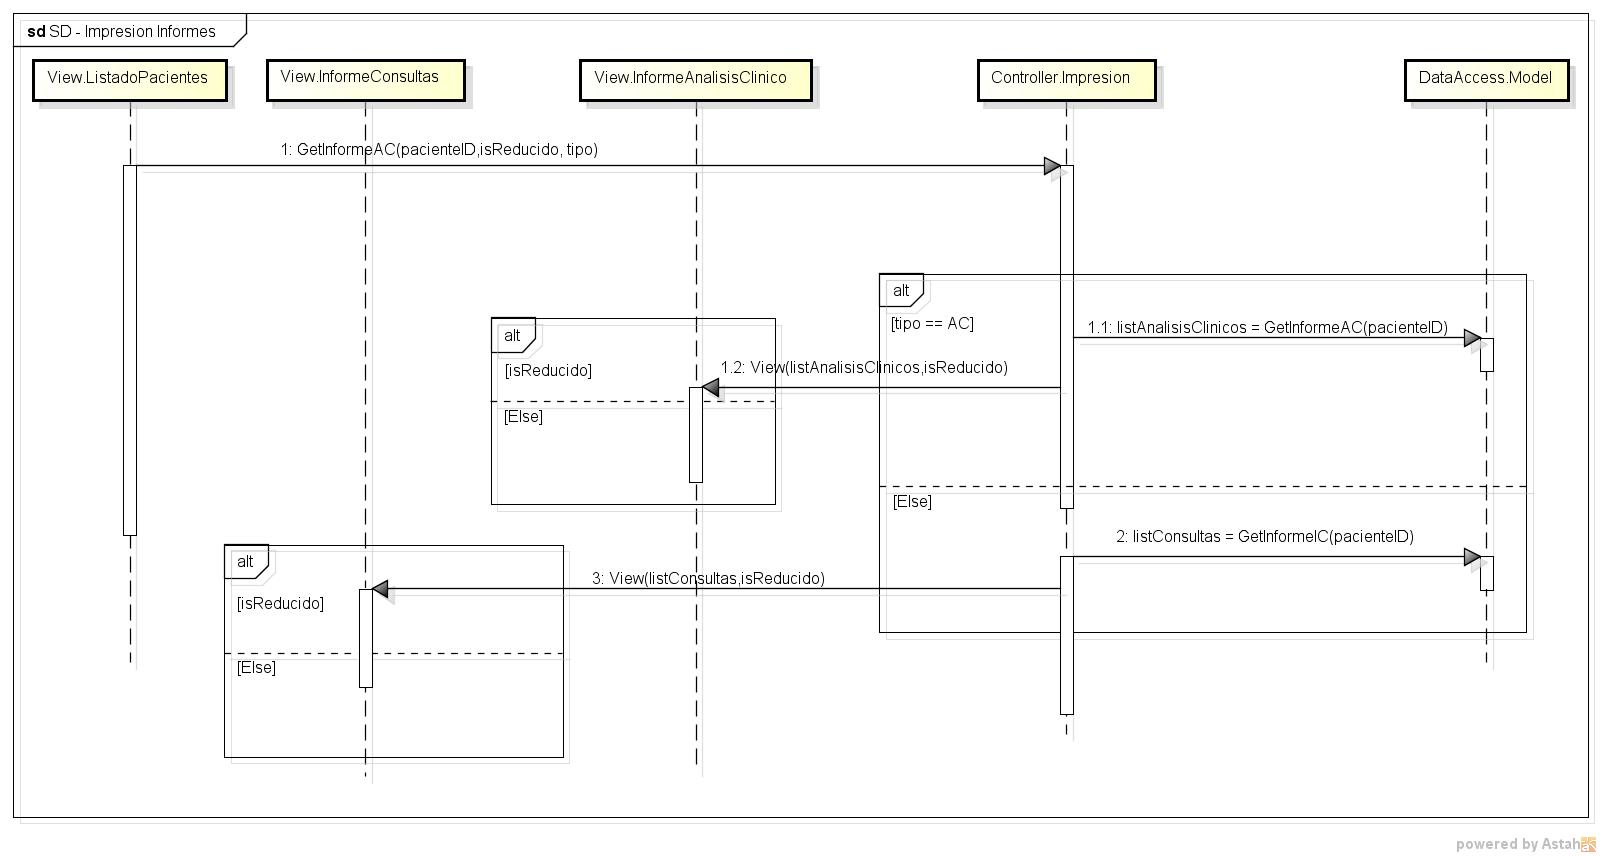 sd SD - Impresion Informes
View.ListadoPacientes
View.InformeConsultas
View.InformeAnalisisClinico
Controller.Impresion
DataAccess.Model
1: GetInformeAC(pacienteID,isReducido, tipo)
alt
[tipo == AC]
1.1: listAnalisisClinicos = GetInformeAC(pacienteID)
alt
[isReducido]
1.2: View(listAnalisisClinicos,isReducido)
[Else]
[Else]
2: listConsultas = GetInformeIC(pacienteID)
alt
3: View(listConsultas,isReducido)
[isReducido]
[Else]
powered by Astah